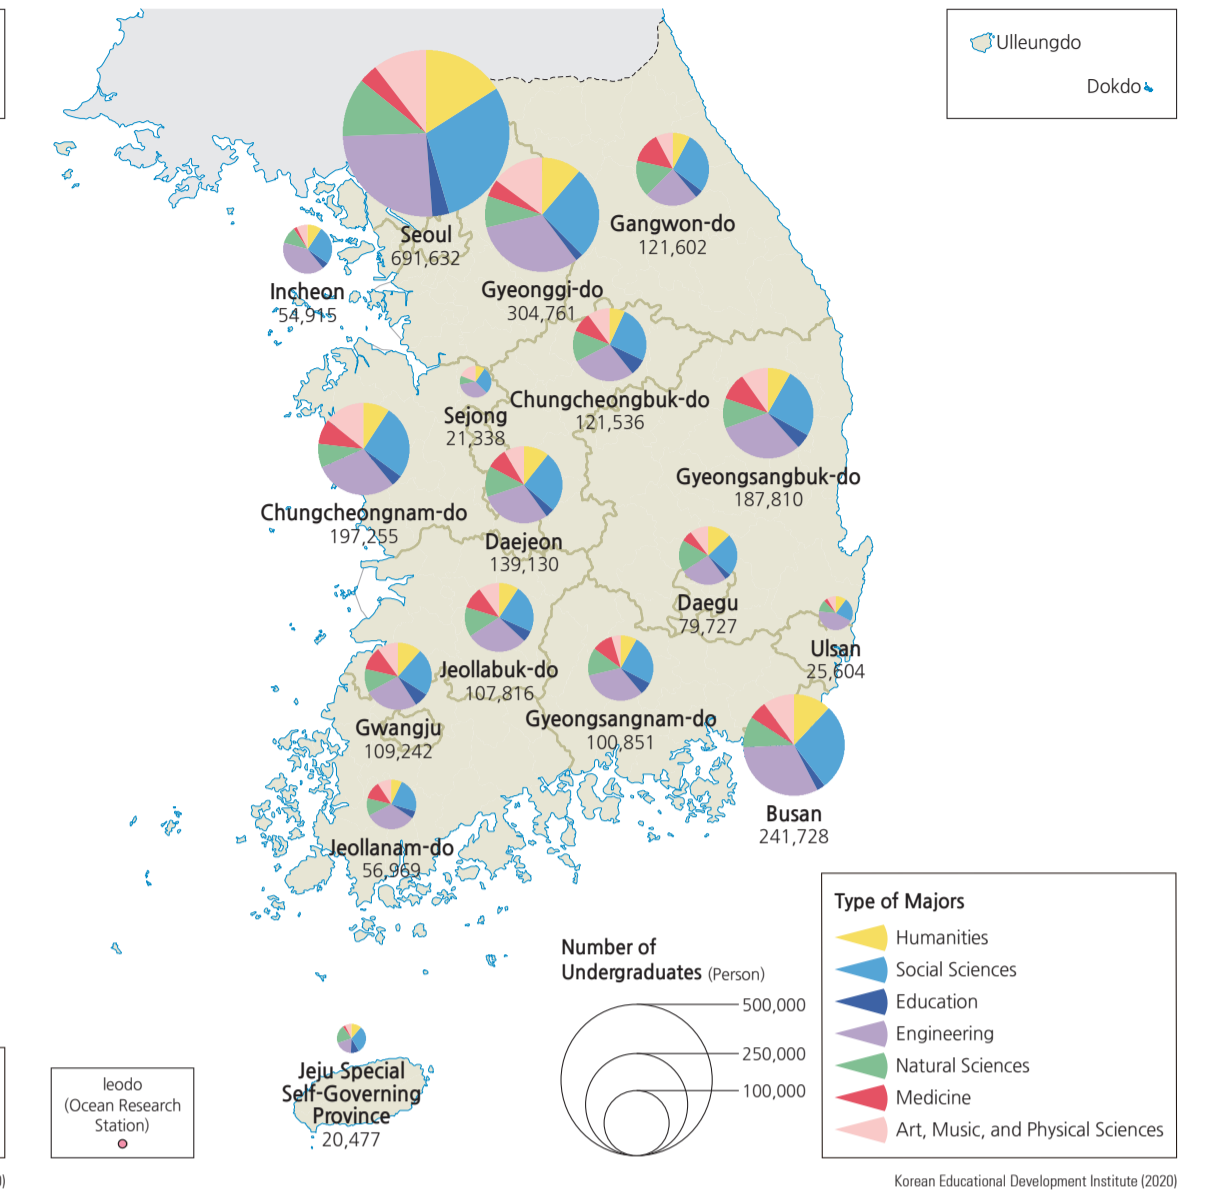 Ulleungdo
Dokdo
Seoul
691,632
Gangwon-do
121,602
Incheon
54,915
Gyeonggi-do
304,761
Chungcheongbuk-do
121,536
Sejong
21,338
Gyeongsangbuk-do
187,810
Chungcheongnam-do
197,255
Daejeon
139,130
Daegu
79,727
Ulsan
25,604
Jeollabuk-do
107,816
Gyeongsangnam-do
100,851
Gwangju
109,242
Busan
241,728
Jeollanam-do
56,969
Jeju Special
Self-Governing
Province
20,477
Ieodo
(Ocean Research
Station)
Number of
Undergraduates (Person)
500,000
250,000
100,000
Type of Majors
Humanities
Social Sciences
Education
Engineering
Natural Sciences
Medicine
Art, Music, and Physical Sciences
Korean Educational Development Institute (2020)